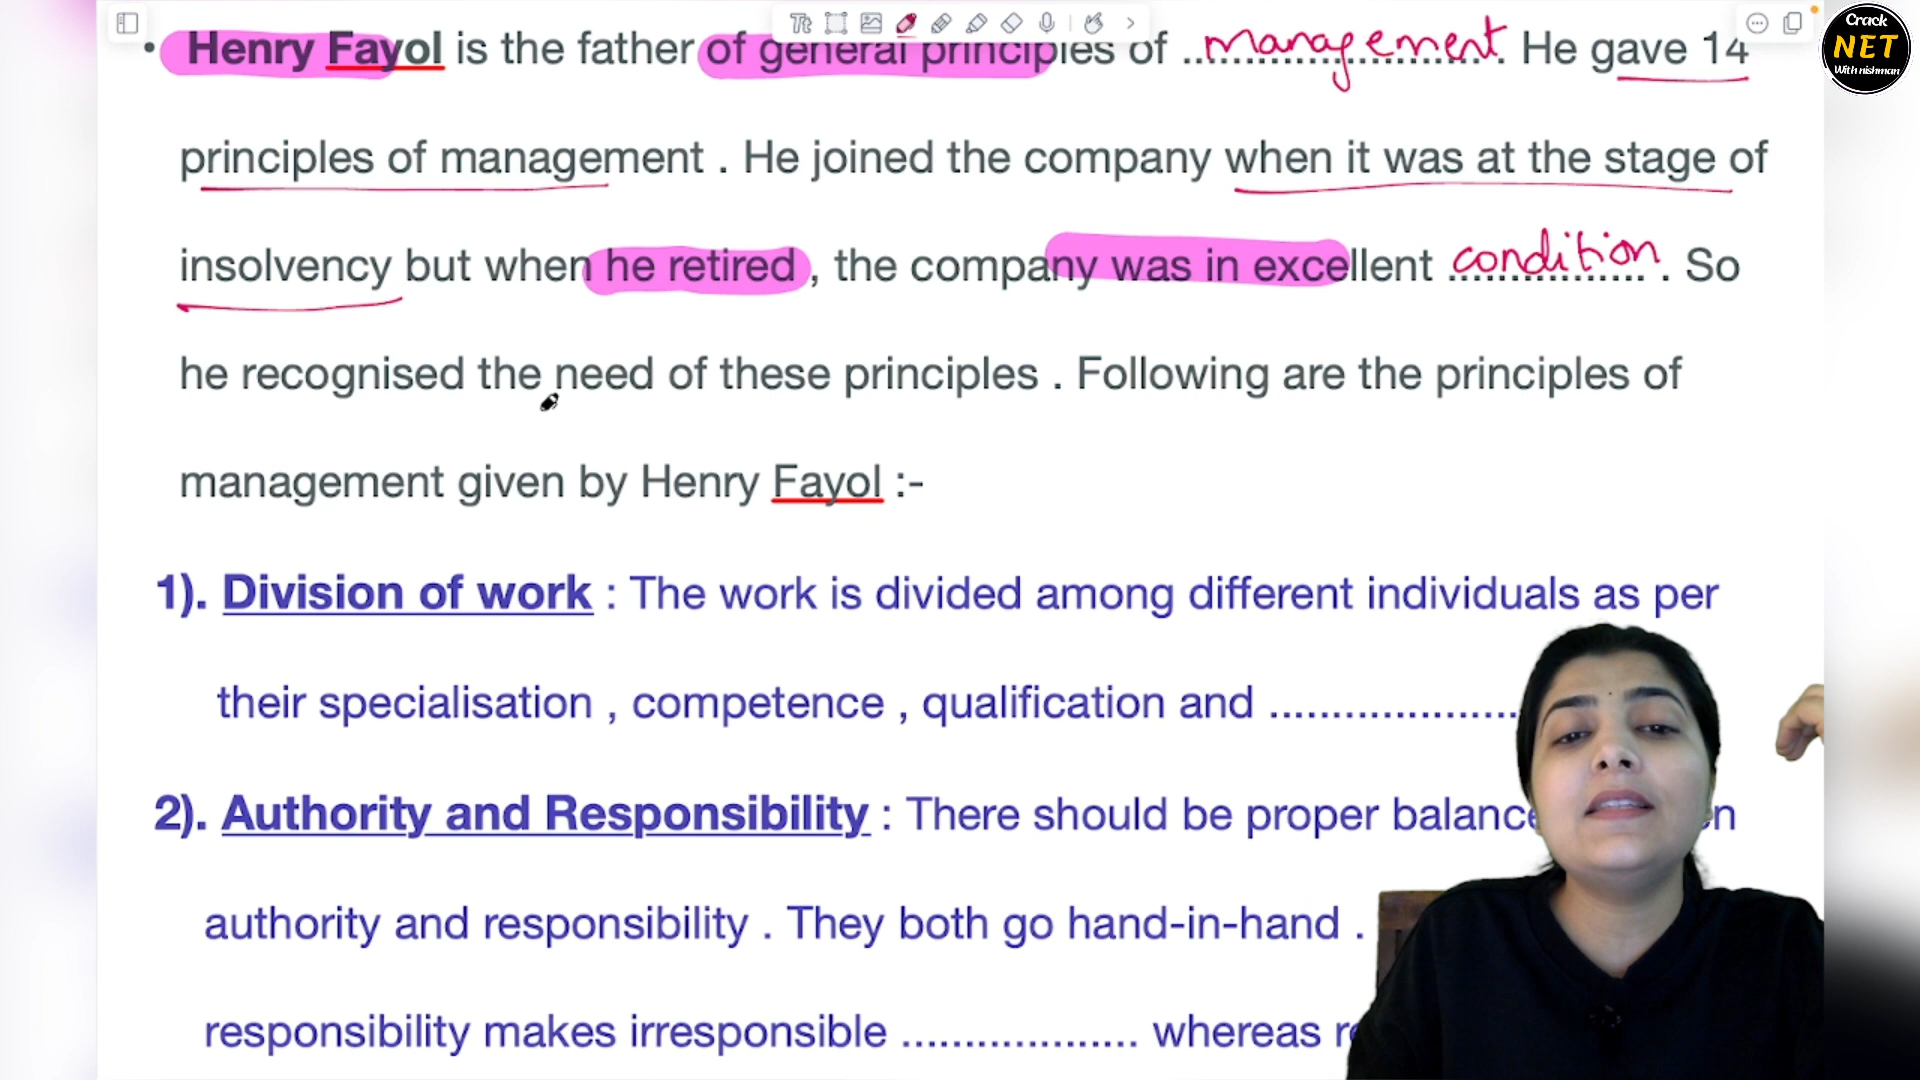 Crack
NET
With nishman
• Henry Fayol is the father of general principles of management. He gave 14
principles of management . He joined the company when it was at the stage of
insolvency but when he retired , the company was in excellent condition . So
he recognised the need of these principles . Following are the principles of
management given by Henry Fayol :-
1). Division of work : The work is divided among different individuals as per
their specialisation , competence , qualification and ....................
2). Authority and Responsibility : There should be proper balance
authority and responsibility . They both go hand-in-hand .
responsibility makes irresponsible ................... whereas